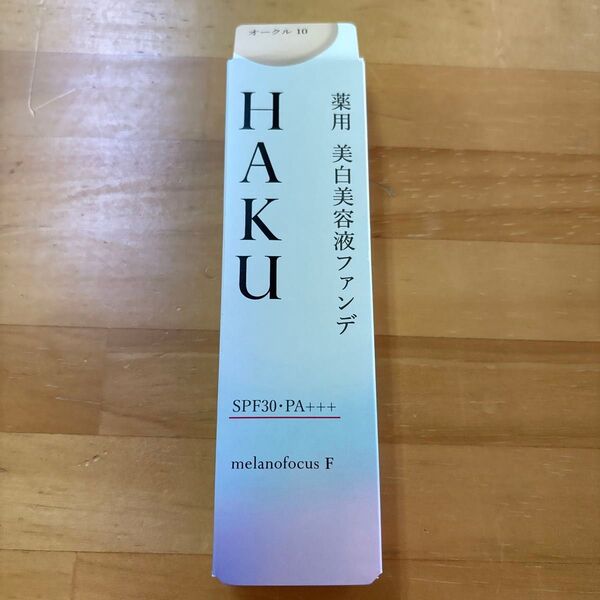 オークル 10
HAKU
薬用 美白美容液ファンデ
SPF30・PA+++
melanofocus F